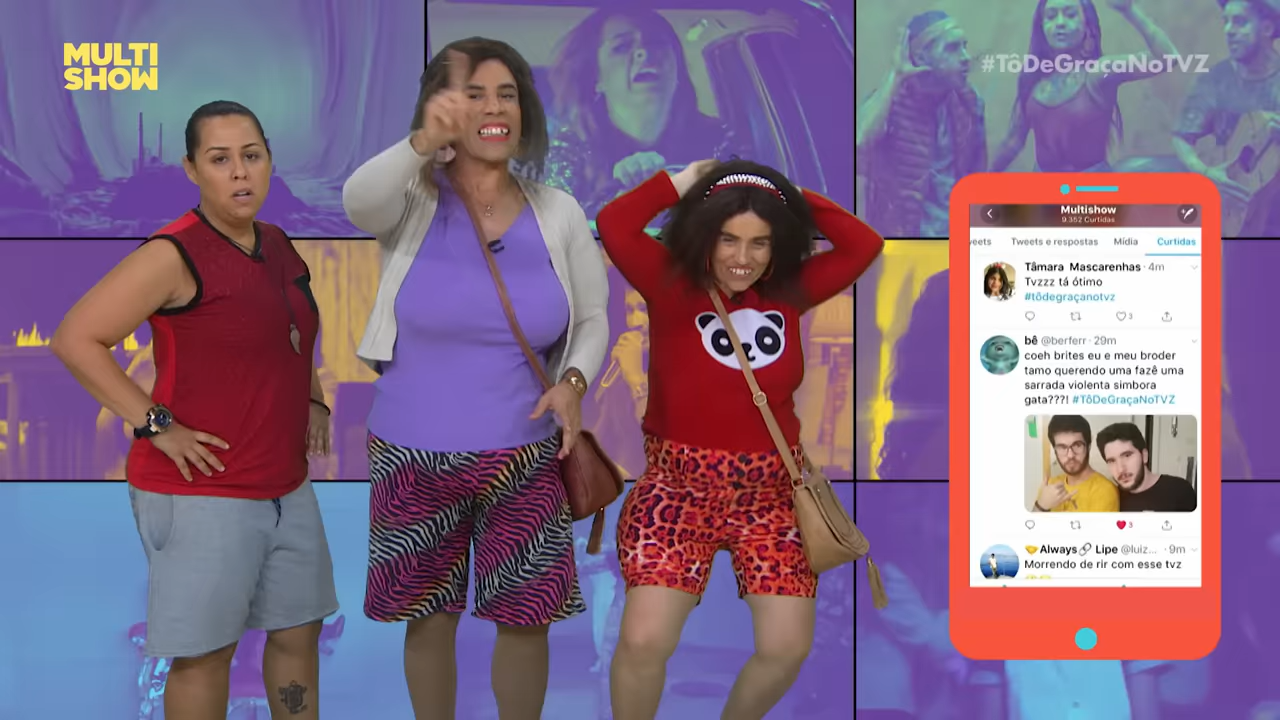 MULTI
SHOW
#TôDeGraçaNoTVZ
Multishow
9.352 Curtidas
weets Tweets e respostas Mídia Curtidas
Tâmara Mascarenhas · 4m
Tvzzz tá ótimo
#tôdegraçanotvz
3
bê @berferr · 29m
coeh brites eu e meu broder
tamo querendo uma fazê uma
sarrada violenta simbora
gata???! #TôDeGraçaNoTVZ
3
Always Lipe @luiz... · 9m
Morrendo de rir com esse tvz